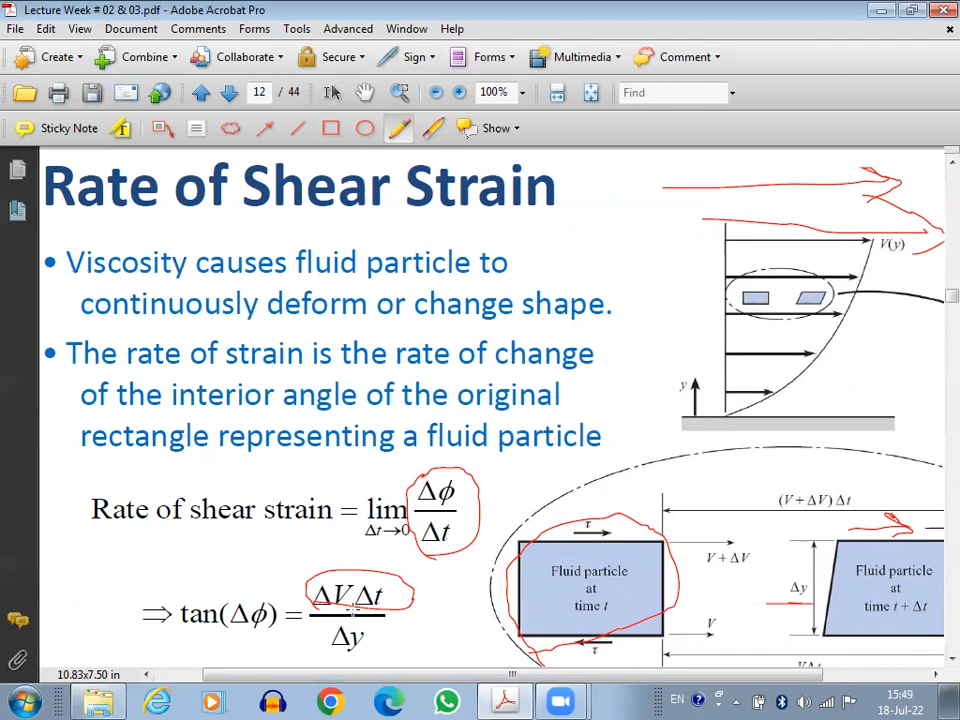 Lecture Week # 02 & 03.pdf - Adobe Acrobat Pro
File Edit View Document Comments Forms Tools Advanced Window Help
Create Combine Collaborate Secure Sign Forms Multimedia Comment
12 / 44 100% Find
Sticky Note Show
Rate of Shear Strain
• Viscosity causes fluid particle to
continuously deform or change shape.
• The rate of strain is the rate of change
of the interior angle of the original
rectangle representing a fluid particle
Rate of shear strain = lim Δϕ/Δt
Δt→0
⇒ tan(Δϕ) = ΔVΔt/Δy
V(y)
y
(V + ΔV) Δt
τ
V + ΔV
Fluid particle
at
time t
V
τ
Δy
Fluid particle
at
time t + Δt
VΔt
10.83x7.50 in
EN
15:49
18-Jul-22